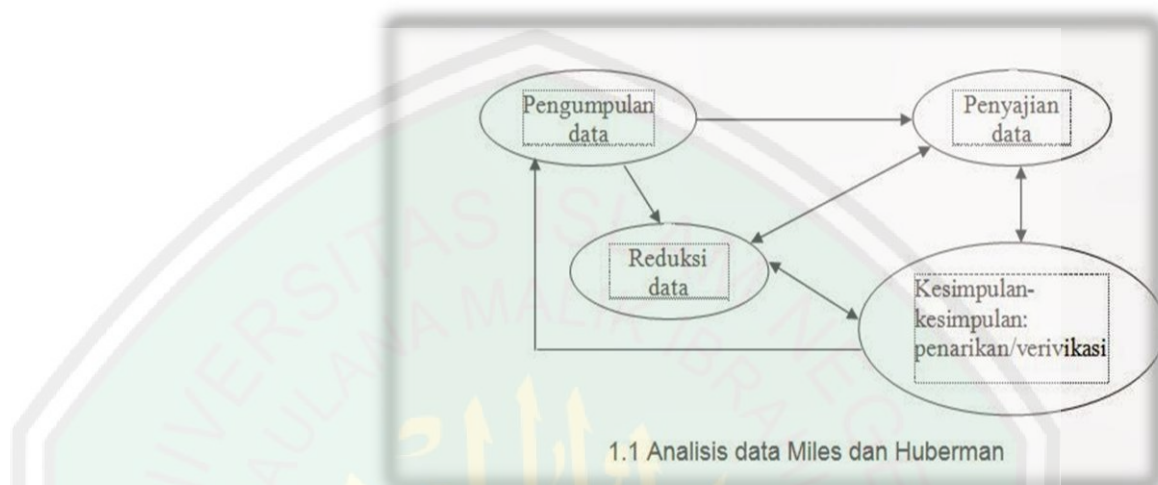 Pengumpulan
data
Penyajian
data
Reduksi
data
Kesimpulan-
kesimpulan:
penarikan/verivikasi
1.1 Analisis data Miles dan Huberman